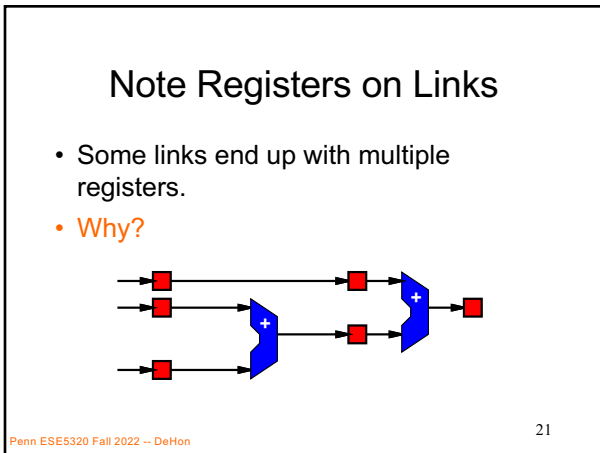 Note Registers on Links
• Some links end up with multiple
registers.
• Why?
+
+
Penn ESE5320 Fall 2022 -- DeHon
21